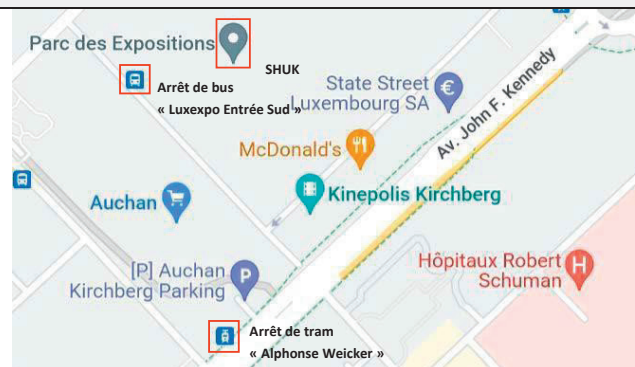 Parc des Expositions
SHUK
Arrêt de bus
« Luxexpo Entrée Sud »
State Street
Luxembourg SA
€
Av. John F. Kennedy
McDonald's
Kinepolis Kirchberg
Auchan
[P] Auchan
Kirchberg Parking
P
Hôpitaux Robert
Schuman
H
Arrêt de tram
« Alphonse Weicker »